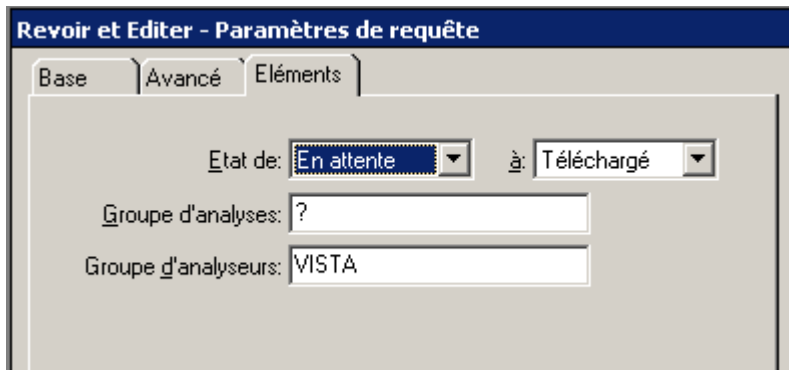 Revoir et Editer - Paramètres de requête
Base Avancé Eléments
Etat de: En attente à: Téléchargé
Groupe d'analyses: ?
Groupe d'analyseurs: VISTA